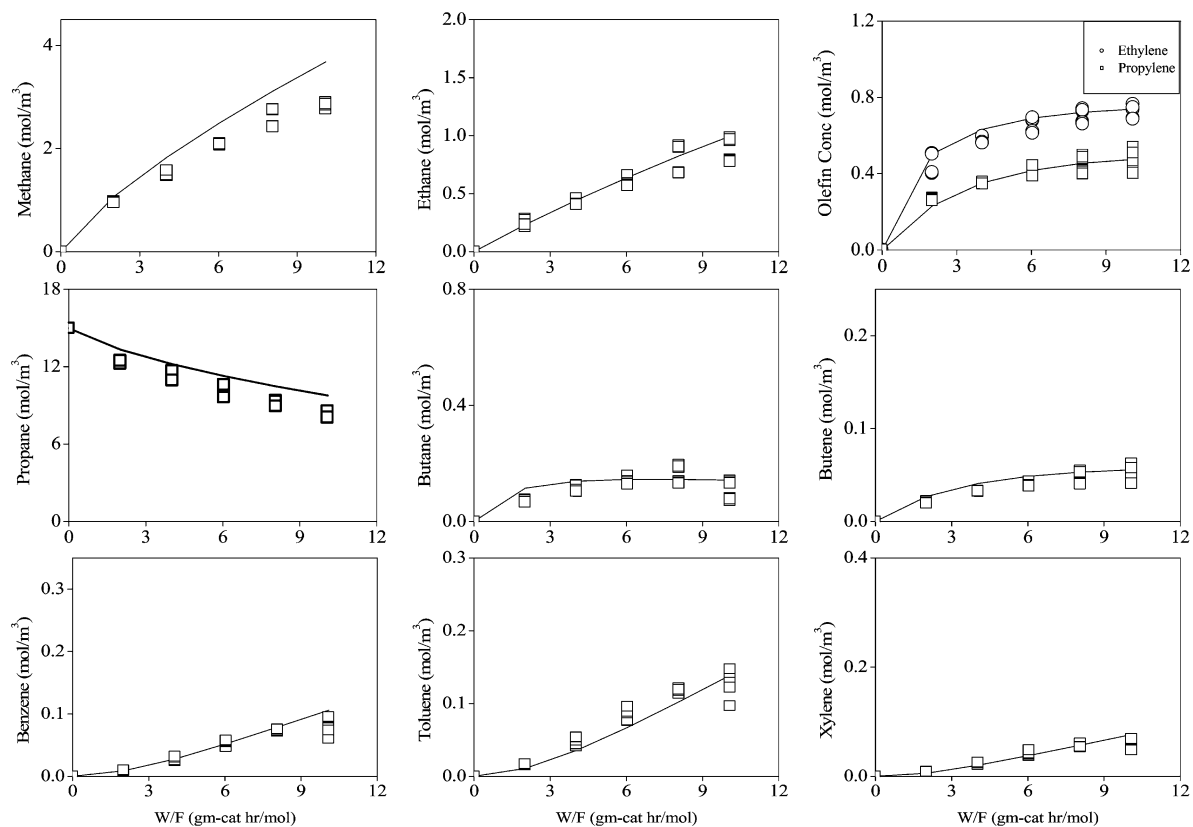 Methane (mol/m³)
4
2
0
0 3 6 9 12
Ethane (mol/m³)
2.0
1.5
1.0
0.5
0.0
0 3 6 9 12
Olefin Conc (mol/m³)
1.2
0.8
0.4
0.0
0 3 6 9 12
Ethylene
Propylene
Propane (mol/m³)
18
12
6
0
0 3 6 9 12
Butane (mol/m³)
0.8
0.4
0.0
0 3 6 9 12
Butene (mol/m³)
0.2
0.1
0.0
0 3 6 9 12
Benzene (mol/m³)
0.3
0.2
0.1
0.0
0 3 6 9 12
W/F (gm-cat hr/mol)
Toluene (mol/m³)
0.3
0.2
0.1
0.0
0 3 6 9 12
W/F (gm-cat hr/mol)
Xylene (mol/m³)
0.4
0.2
0.0
0 3 6 9 12
W/F (gm-cat hr/mol)